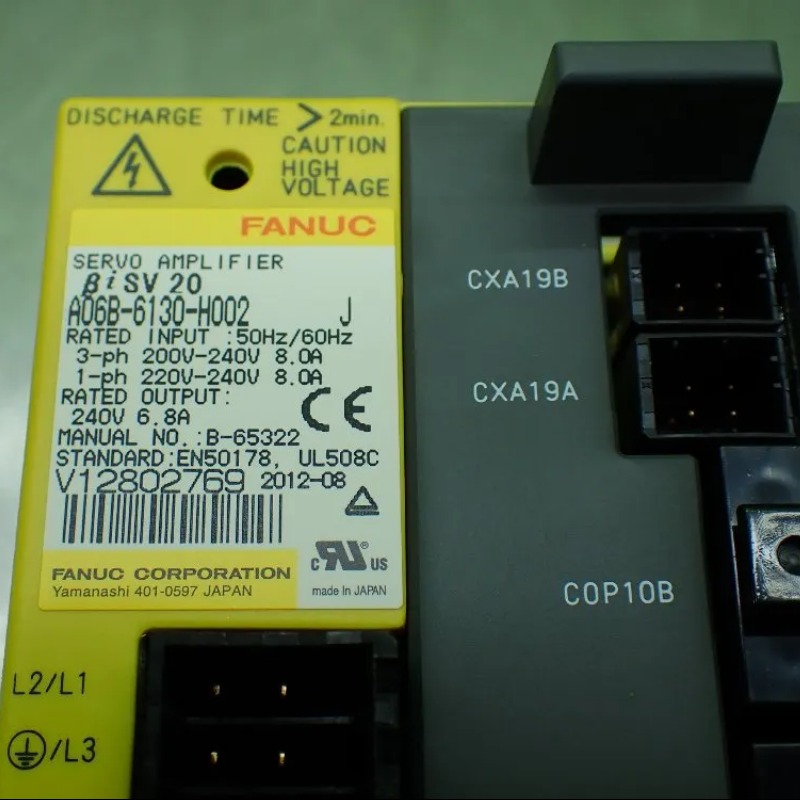 DISCHARGE TIME > 2min.
CAUTION
HIGH
VOLTAGE
FANUC
SERVO AMPLIFIER
βi SV 20
A06B-6130-H002 J
RATED INPUT :50Hz/60Hz
3-ph 200V-240V 8.0A
1-ph 220V-240V 8.0A
RATED OUTPUT:
240V 6.8A
CE
MANUAL NO.:B-65322
STANDARD:EN50178, UL508C
V12802769 2012-08
c RU® US
FANUC CORPORATION
Yamanashi 401-0597 JAPAN
made in JAPAN
L2/L1
/L3
CXA19B
CXA19A
COP10B